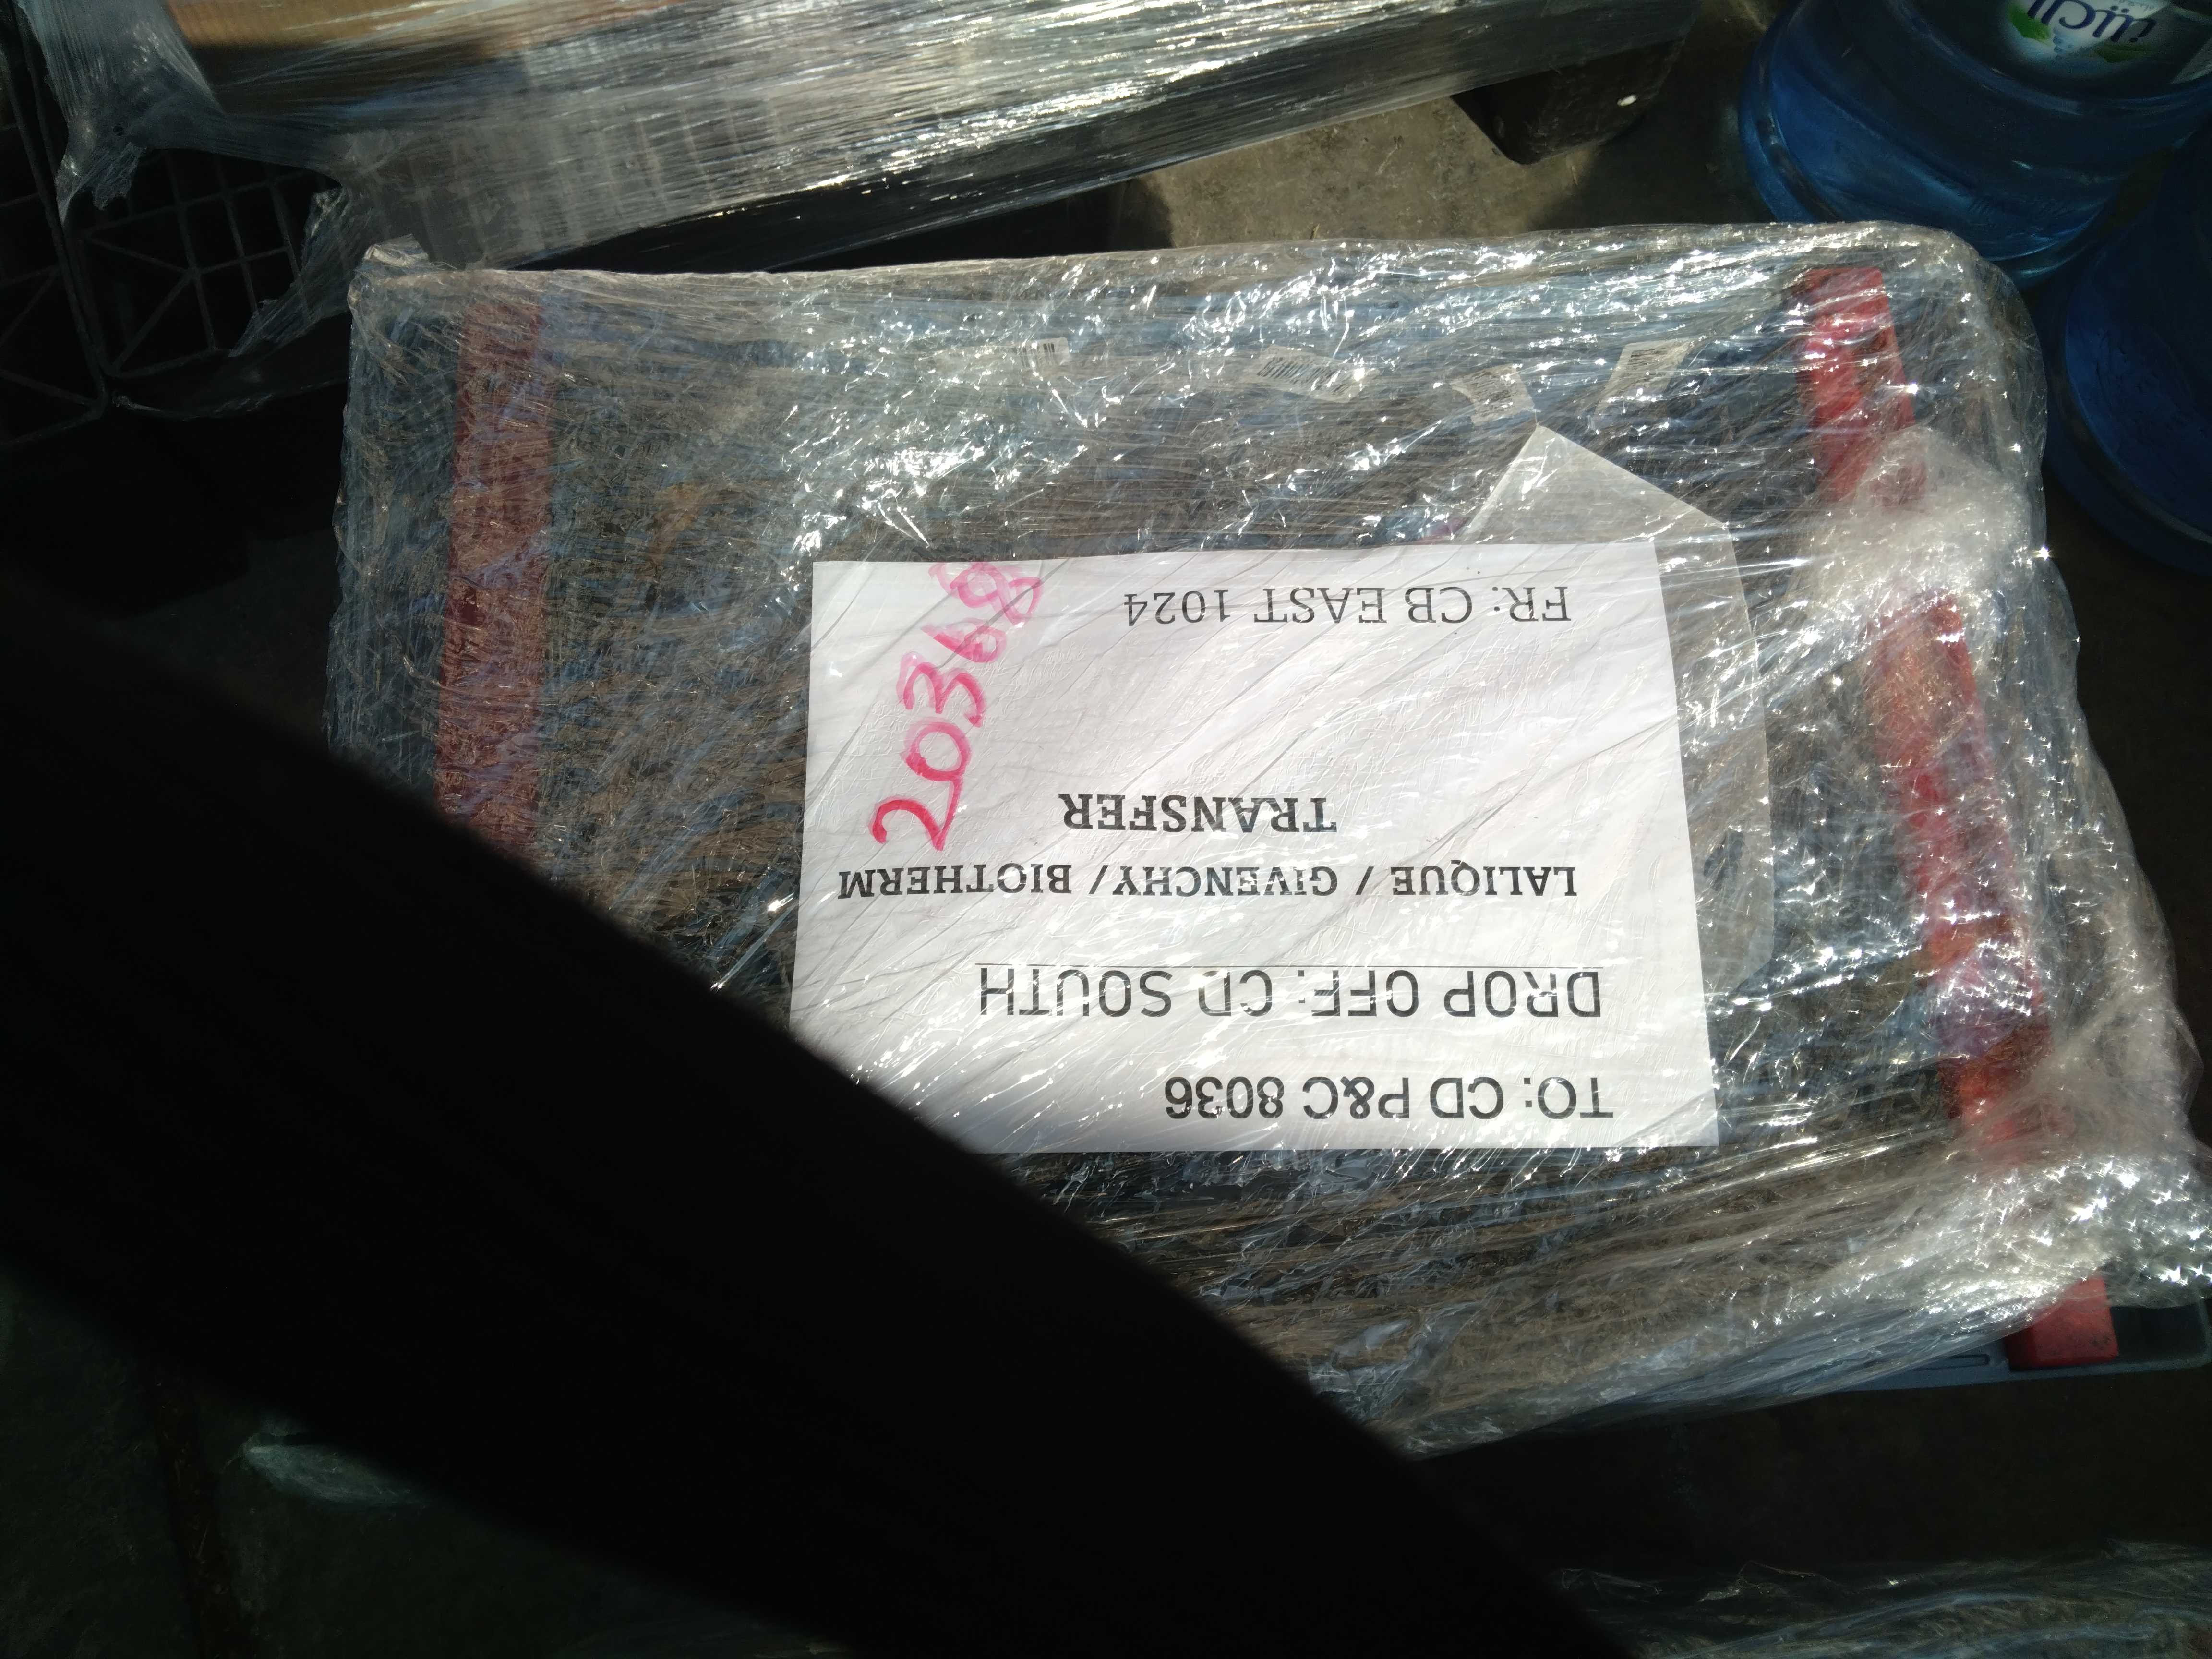 TO: CD P&C 8036
DROP OFF: CD SOUTH
LALIQUE / GIVENCHY/ BIOTHERM
TRANSFER
20368
FR: CB EAST 1024